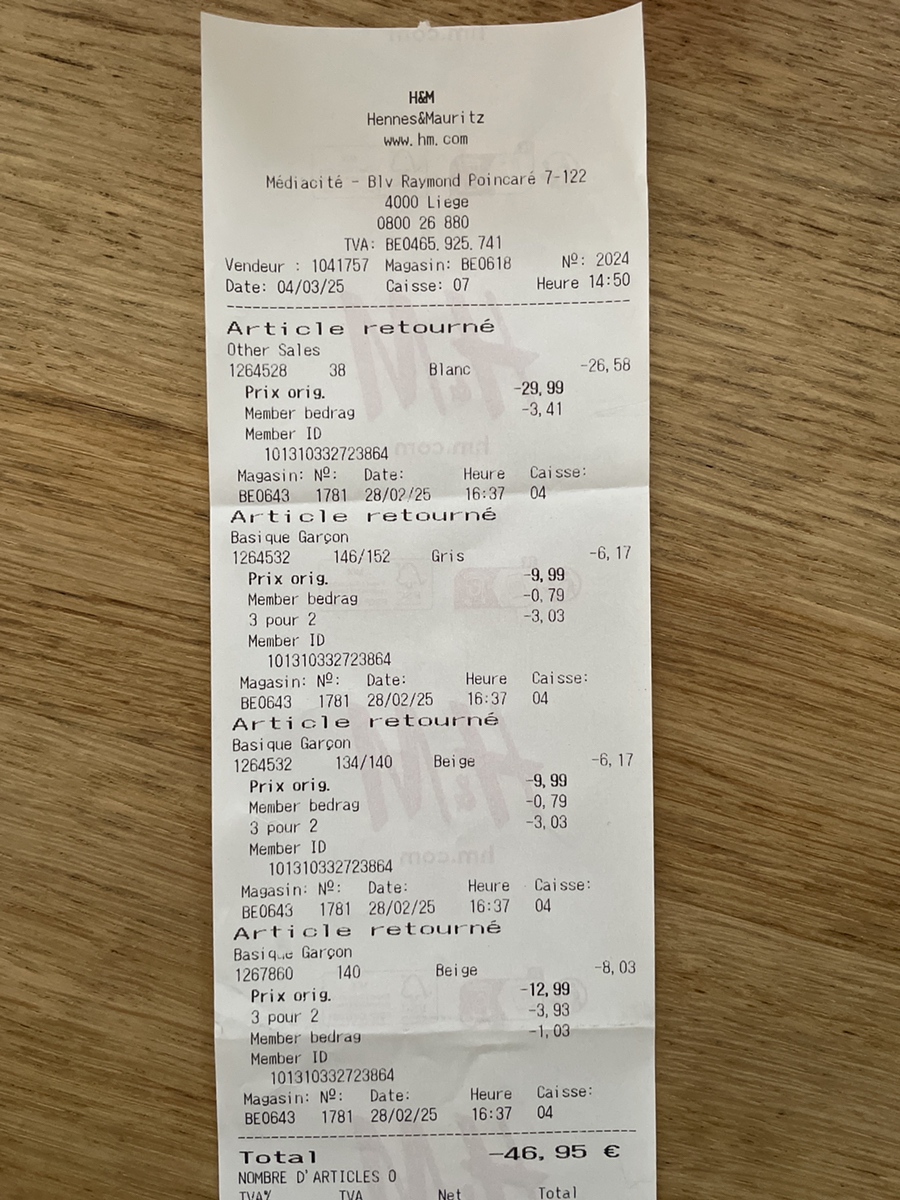 H&M
Hennes&Mauritz
www.hm.com
Médiacité - Blv Raymond Poincaré 7-122
4000 Liege
0800 26 880
TVA: BE0465.925.741
Vendeur : 1041757 Magasin: BE0618 Nº: 2024
Date: 04/03/25 Caisse: 07 Heure 14:50
Article retourné
Other Sales
1264528 38 Blanc -26,58
Prix orig. -29,99
Member bedrag -3,41
Member ID
101310332723864
Magasin: Nº: Date: Heure Caisse:
BE0643 1781 28/02/25 16:37 04
Article retourné
Basique Garçon
1264532 146/152 Gris -6,17
Prix orig. -9,99
Member bedrag -0,79
3 pour 2 -3,03
Member ID
101310332723864
Magasin: Nº: Date: Heure Caisse:
BE0643 1781 28/02/25 16:37 04
Article retourné
Basique Garçon
1264532 134/140 Beige -6,17
Prix orig. -9,99
Member bedrag -0,79
3 pour 2 -3,03
Member ID
101310332723864
Magasin: Nº: Date: Heure Caisse:
BE0643 1781 28/02/25 16:37 04
Article retourné
Basique Garçon
1267860 140 Beige -8,03
Prix orig. -12,99
3 pour 2 -3,93
Member bedrag -1,03
Member ID
101310332723864
Magasin: Nº: Date: Heure Caisse:
BE0643 1781 28/02/25 16:37 04
Total -46,95 €
NOMBRE D'ARTICLES 0
TVA% TVA Net Total